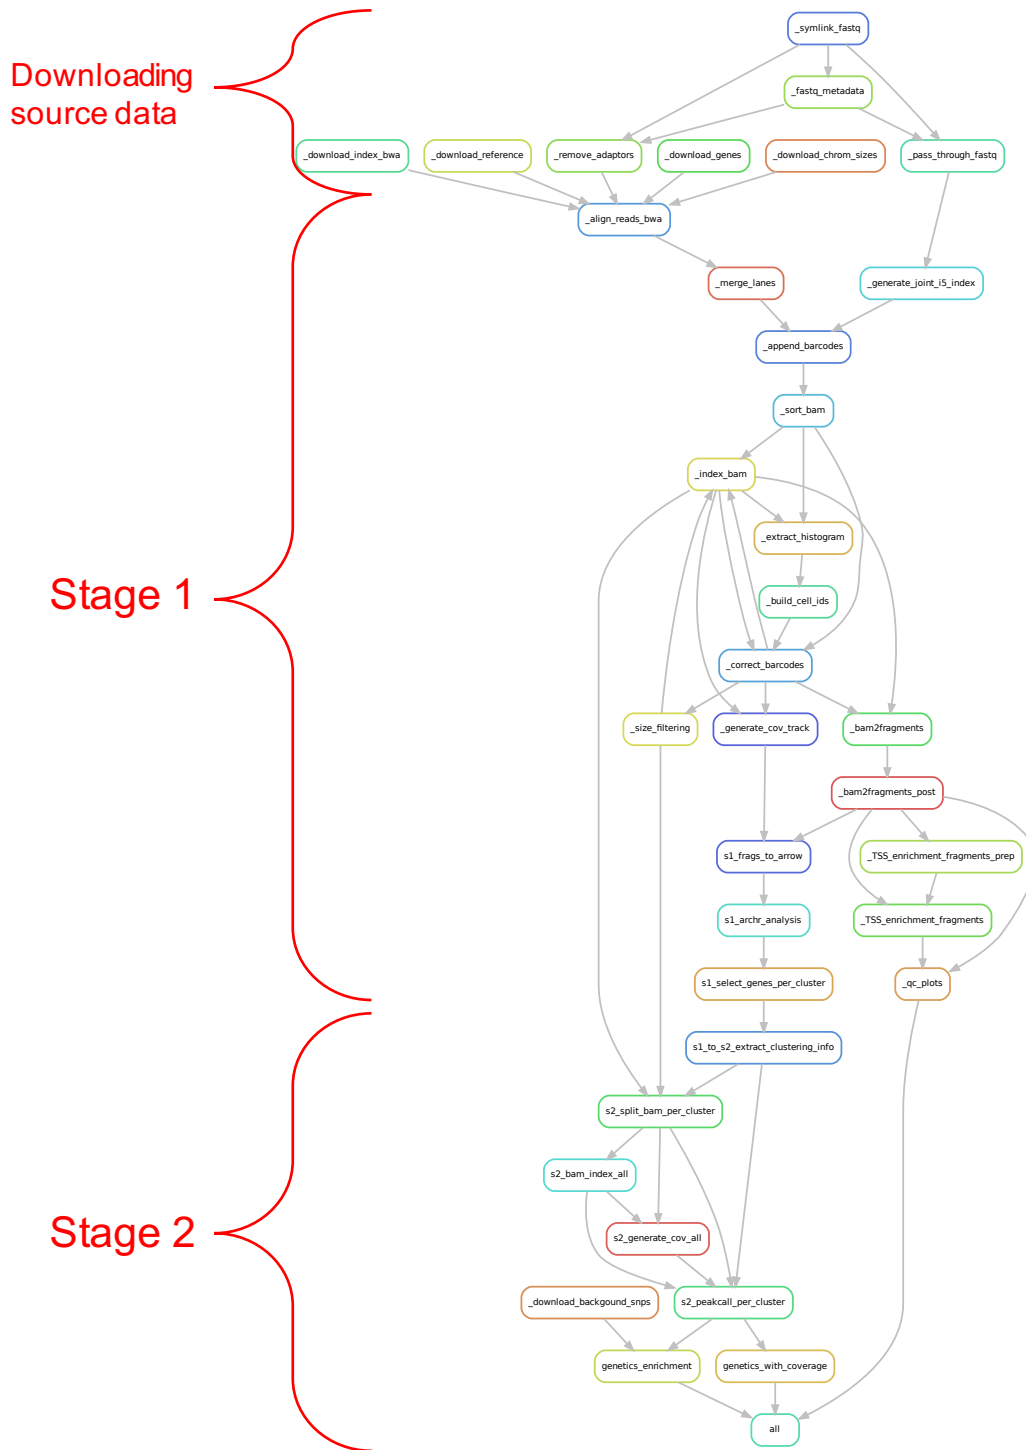 _symlink_fastq
Downloading
source data
_fastq_metadata
_download_index_bwa
_download_reference
_remove_adaptors
_download_genes
_download_chrom_sizes
_pass_through_fastq
_align_reads_bwa
_merge_lanes
_generate_joint_i5_index
_append_barcodes
_sort_bam
_index_bam
_extract_histogram
Stage 1
_build_cell_ids
_correct_barcodes
_size_filtering
_generate_cov_track
_bam2fragments
_bam2fragments_post
s1_frags_to_arrow
_TSS_enrichment_fragments_prep
s1_archr_analysis
_TSS_enrichment_fragments
s1_select_genes_per_cluster
_qc_plots
s1_to_s2_extract_clustering_info
s2_split_bam_per_cluster
s2_bam_index_all
Stage 2
s2_generate_cov_all
_download_backgound_snps
s2_peakcall_per_cluster
genetics_enrichment
genetics_with_coverage
all